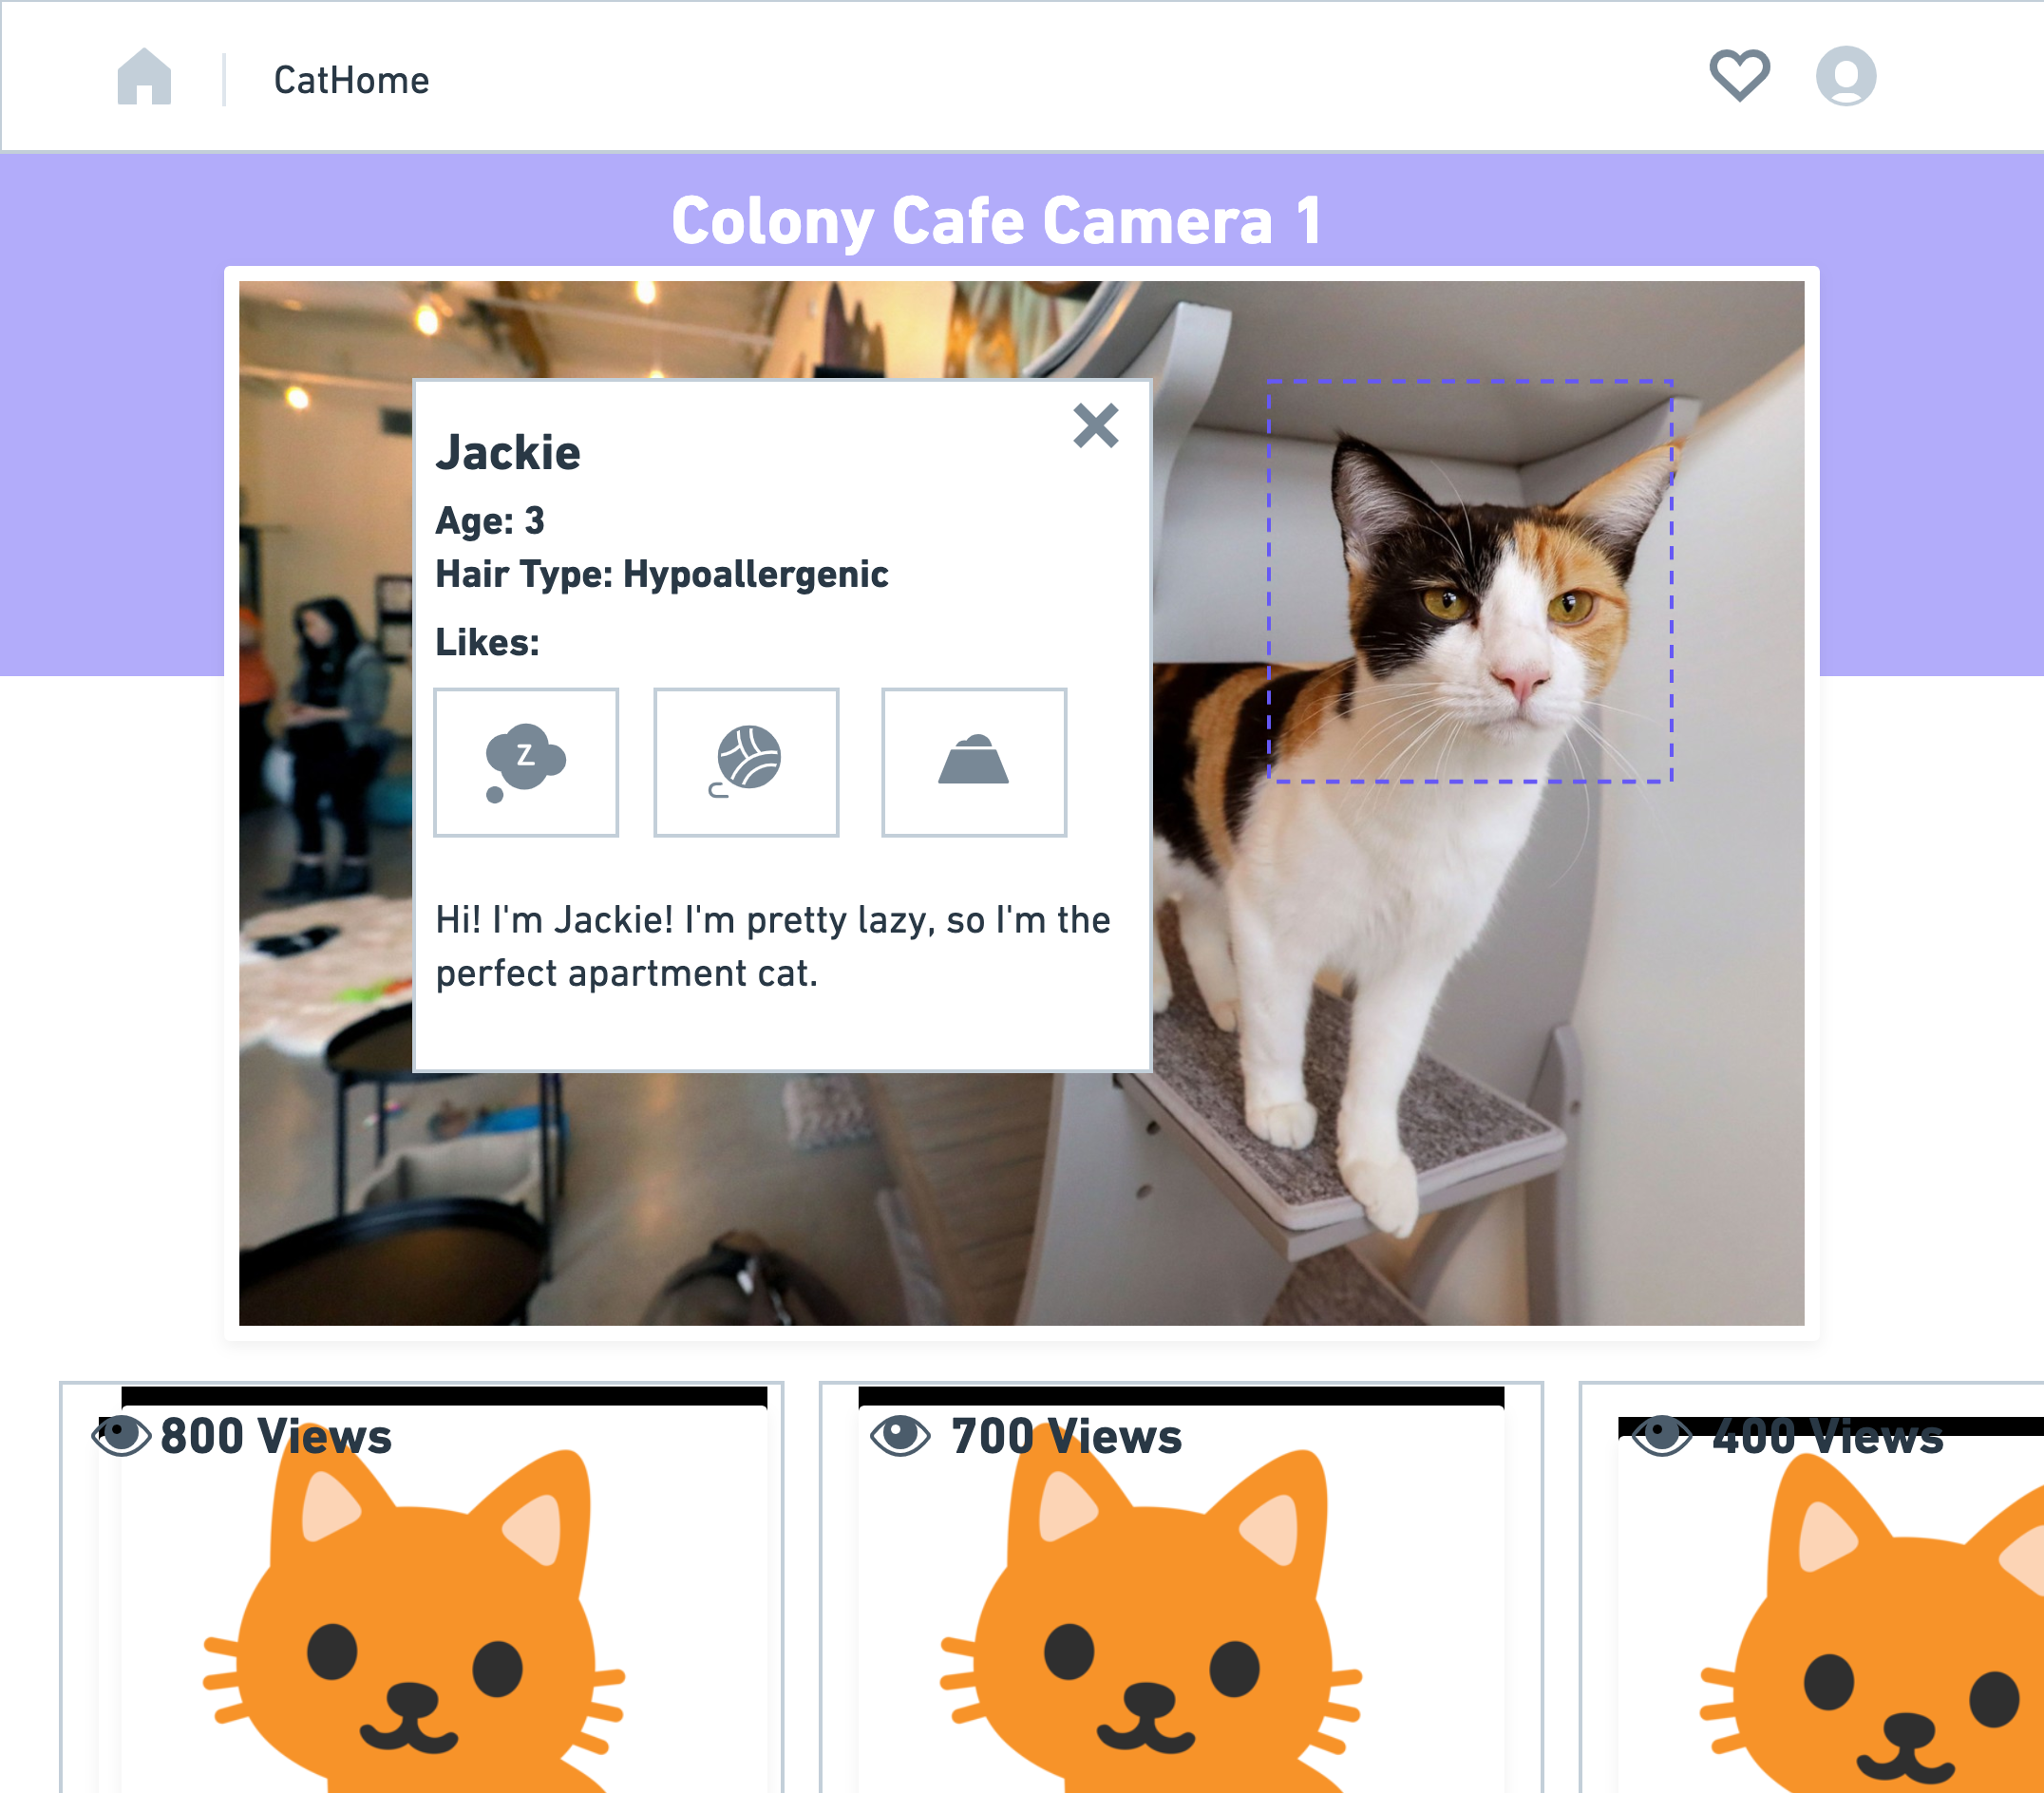 CatHome
Colony Cafe Camera 1
Jackie
Age: 3
Hair Type: Hypoallergenic
Likes:
Z
Hi! I'm Jackie! I'm pretty lazy, so I'm the
perfect apartment cat.
800 Views
700 Views
400 Views